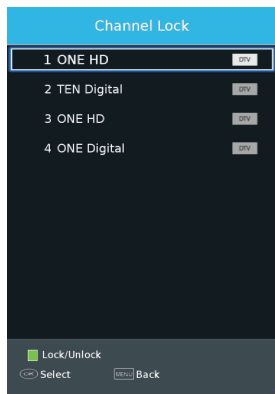 Channel Lock
1 ONE HD DTV
2 TEN Digital DTV
3 ONE HD DTV
4 ONE Digital DTV
Lock/Unlock
OK Select MENU Back